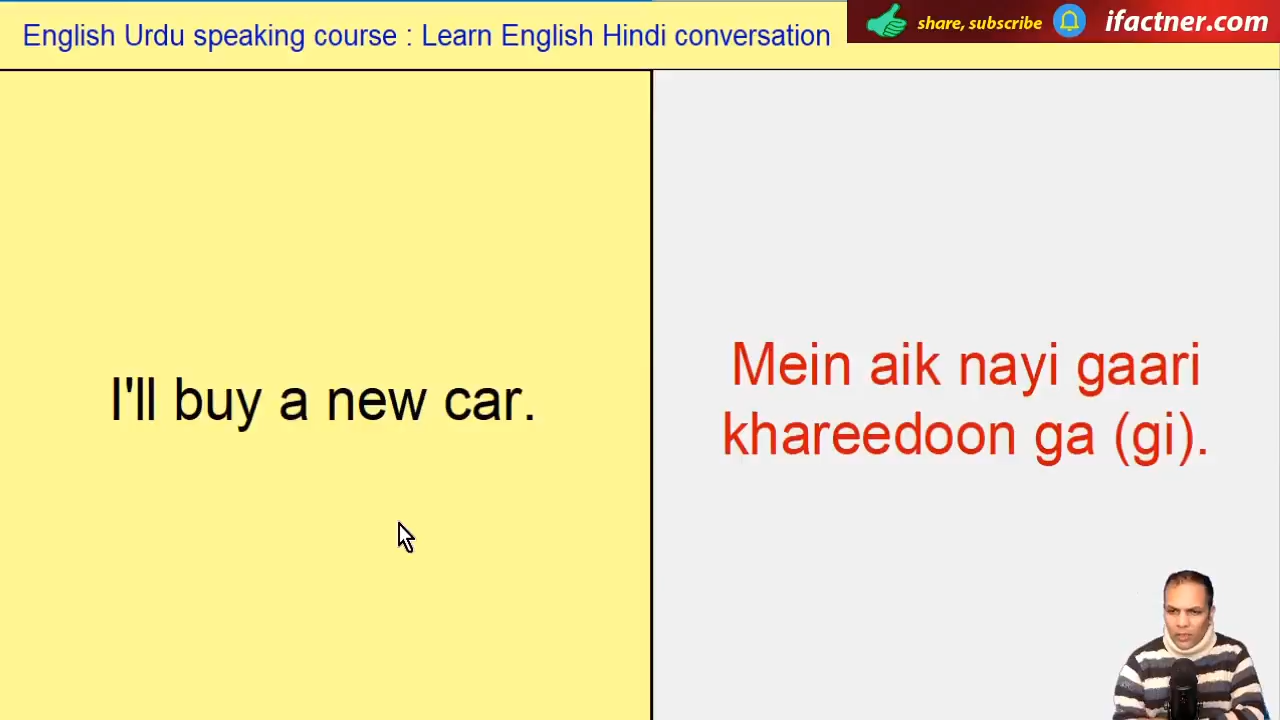 English Urdu speaking course : Learn English Hindi conversation
share, subscribe
ifactner.com
I'll buy a new car.
Mein aik nayi gaari
khareedoon ga (gi).